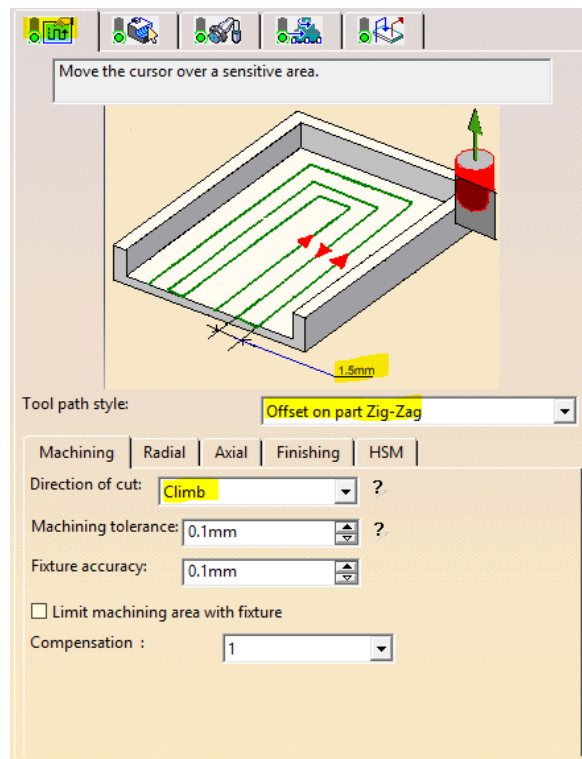 Move the cursor over a sensitive area.
1.5mm
Tool path style:
Offset on part Zig-Zag
Machining Radial Axial Finishing HSM
Direction of cut: Climb ?
Machining tolerance: 0.1mm ?
Fixture accuracy: 0.1mm
Limit machining area with fixture
Compensation : 1